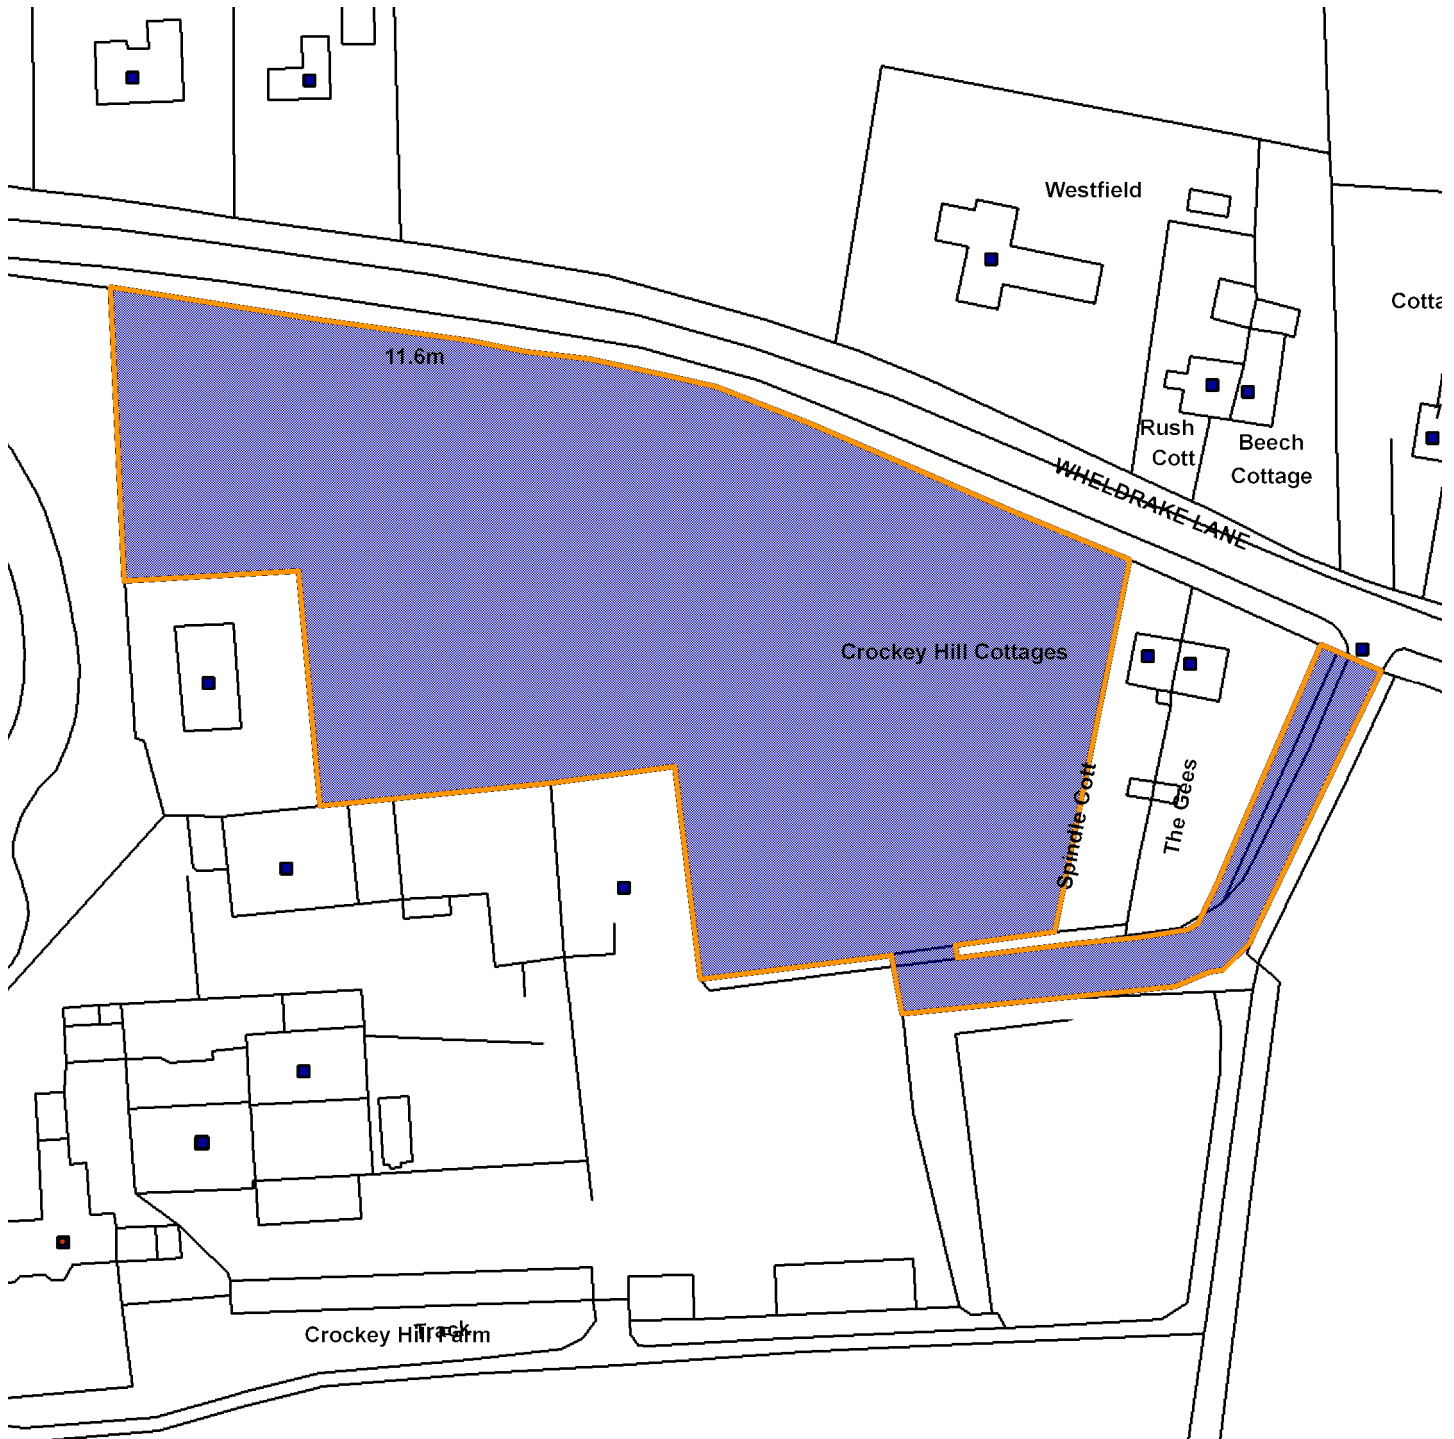 Westfield
Cotta
11.6m
Rush
Cott
Beech
Cottage
WHELDRAKE LANE
Crockey Hill Cottages
Spindle Cott
The Gees
Track
Crockey Hill Farm